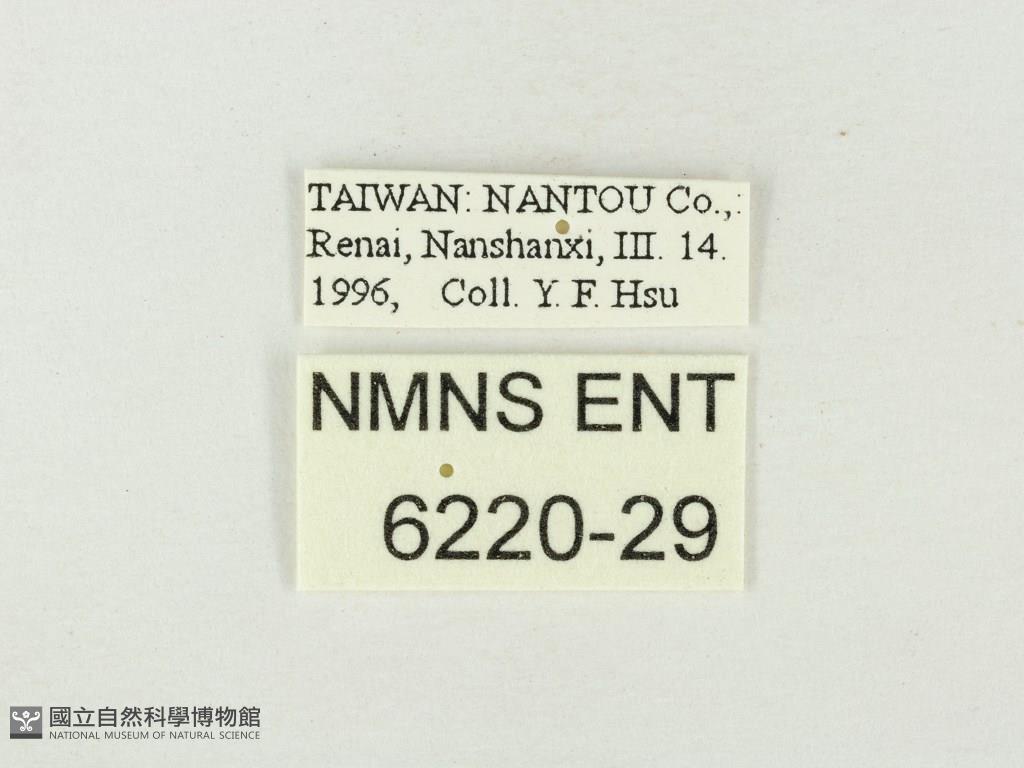 TAIWAN: NANTOU Co.,:
Renai, Nanshanxi, III. 14.
1996, Coll. Y. F. Hsu
NMNS ENT
6220-29
國立自然科學博物館
NATIONAL MUSEUM OF NATURAL SCIENCE